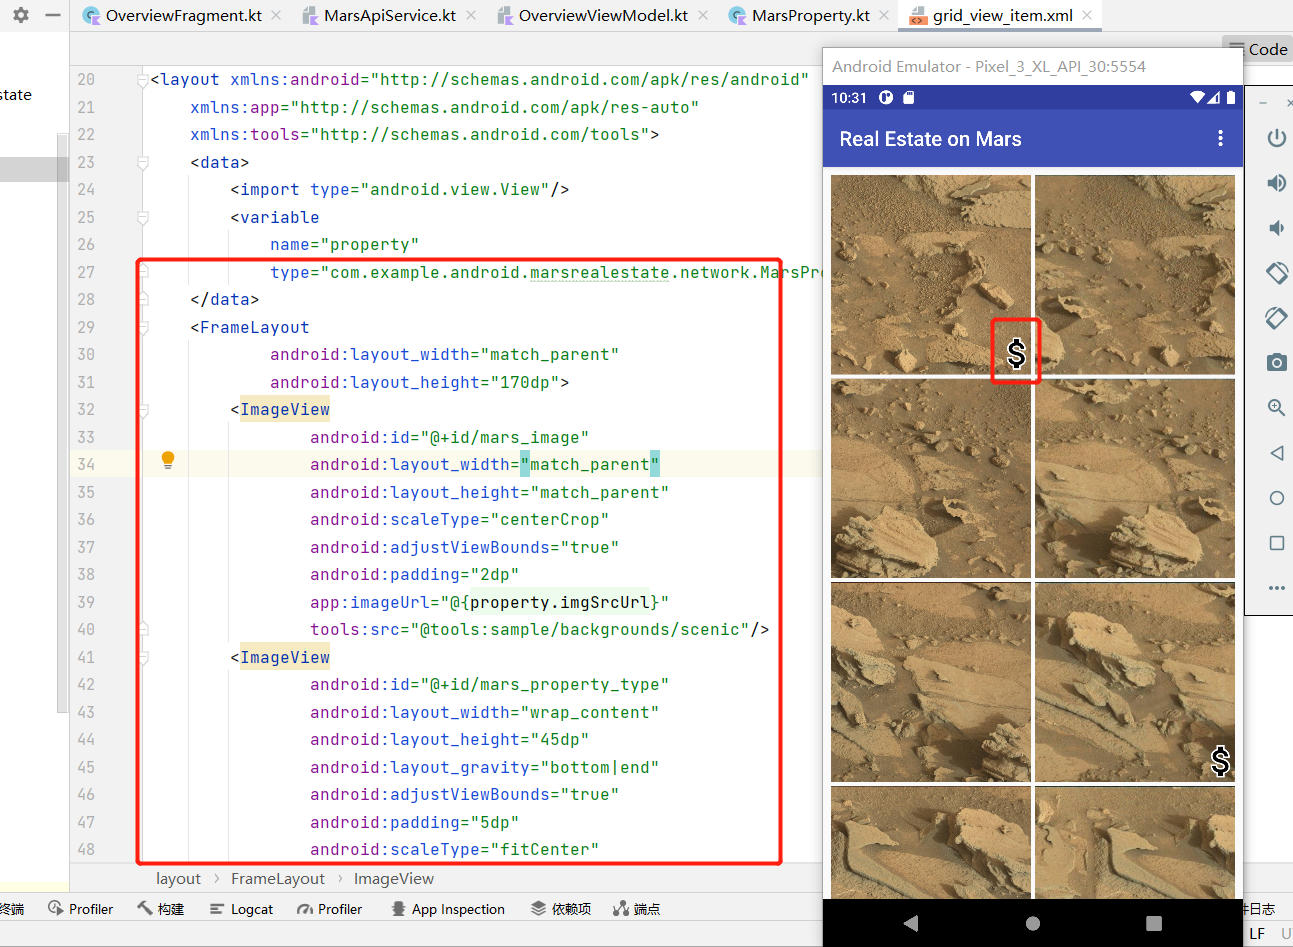 OverviewFragment.kt
MarsApiService.kt
OverviewViewModel.kt
MarsProperty.kt
grid_view_item.xml
Code
state
20 <layout xmlns:android="http://schemas.android.com/apk/res/android"
21 xmlns:app="http://schemas.android.com/apk/res-auto"
22 xmlns:tools="http://schemas.android.com/tools">
23 <data>
24 <import type="android.view.View"/>
25 <variable
26 name="property"
27 type="com.example.android.marsrealestate.network.MarsPro
28 </data>
29 <FrameLayout
30 android:layout_width="match_parent"
31 android:layout_height="170dp">
32 <ImageView
33 android:id="@+id/mars_image"
34 android:layout_width="match_parent"
35 android:layout_height="match_parent"
36 android:scaleType="centerCrop"
37 android:adjustViewBounds="true"
38 android:padding="2dp"
39 app:imageUrl="@{property.imgSrcUrl}"
40 tools:src="@tools:sample/backgrounds/scenic"/>
41 <ImageView
42 android:id="@+id/mars_property_type"
43 android:layout_width="wrap_content"
44 android:layout_height="45dp"
45 android:layout_gravity="bottom|end"
46 android:adjustViewBounds="true"
47 android:padding="5dp"
48 android:scaleType="fitCenter"
Android Emulator - Pixel_3_XL_API_30:5554
10:31
Real Estate on Mars
$
$
layout > FrameLayout > ImageView
终端
Profiler
构建
Logcat
Profiler
App Inspection
依赖项
端点
件日志
LF
U